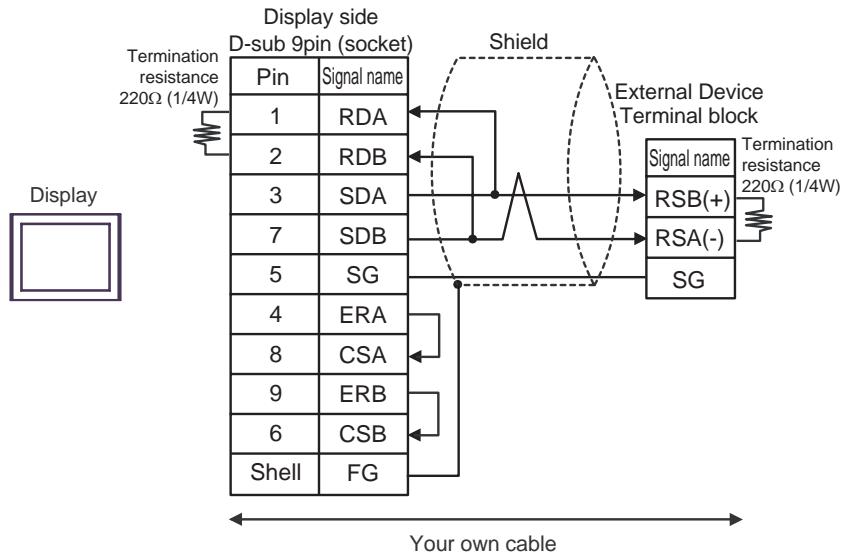 Display side
D-sub 9pin (socket)
Shield
Termination
resistance
220Ω (1/4W)
Pin Signal name
1 RDA
2 RDB
3 SDA
7 SDB
5 SG
4 ERA
8 CSA
9 ERB
6 CSB
Shell FG
Display
External Device
Terminal block
Signal name
RSB(+)
RSA(-)
SG
Termination
resistance
220Ω (1/4W)
Your own cable